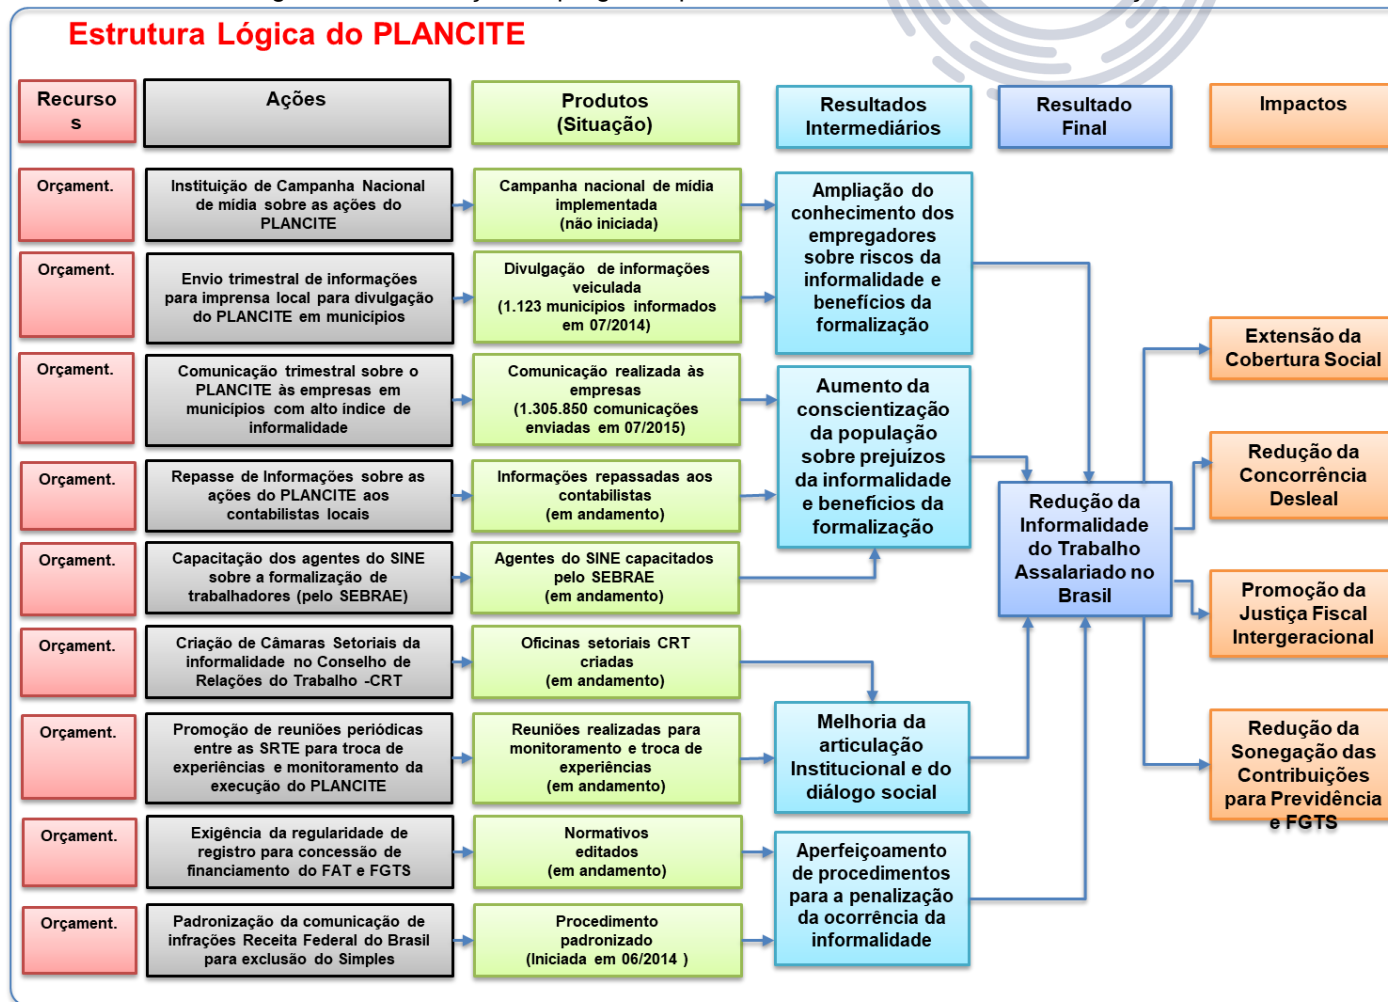 Estrutura Lógica do PLANCITE
Recurso
s
Ações
Produtos
(Situação)
Resultados
Intermediários
Resultado
Final
Impactos
Orçament.
Instituição de Campanha Nacional
de mídia sobre as ações do
PLANCITE
Campanha nacional de mídia
implementada
(não iniciada)
Orçament.
Envio trimestral de informações
para imprensa local para divulgação
do PLANCITE em municípios
Divulgação de informações
veiculada
(1.123 municipios informados
em 07/2014)
Ampliação do
conhecimento dos
empregadores
sobre riscos da
informalidade e
benefícios da
formalização
Orçament.
Comunicação trimestral sobre o
PLANCITE às empresas em
municípios com alto índice de
informalidade
Comunicação realizada às
empresas
(1.305.850 comunicações
enviadas em 07/2015)
Orçament.
Repasse de Informações sobre as
ações do PLANCITE aos
contabilistas locais
Informações repassadas aos
contabilistas
(em andamento)
Orçament.
Capacitação dos agentes do SINE
sobre a formalização de
trabalhadores (pelo SEBRAE)
Agentes do SINE capacitados
pelo SEBRAE
(em andamento)
Aumento da
conscientização
da população
sobre prejuízos
da informalidade
e benefícios da
formalização
Orçament.
Criação de Câmaras Setoriais da
informalidade no Conselho de
Relações do Trabalho -CRT
Oficinas setoriais CRT
criadas
(em andamento)
Orçament.
Promoção de reuniões periódicas
entre as SRTE para troca de
experiências e monitoramento da
execução do PLANCITE
Reuniões realizadas para
monitoramento e troca de
experiências
(em andamento)
Melhoria da
articulação
Institucional e do
diálogo social
Orçament.
Exigência da regularidade de
registro para concessão de
financiamento do FAT e FGTS
Normativos
editados
(em andamento)
Orçament.
Padronização da comunicação de
infrações Receita Federal do Brasil
para exclusão do Simples
Procedimento
padronizado
(Iniciada em 06/2014 )
Aperfeiçoamento
de procedimentos
para a penalização
da ocorrência da
informalidade
Redução da
Informalidade
do Trabalho
Assalariado no
Brasil
Extensão da
Cobertura Social
Redução da
Concorrência
Desleal
Promoção da
Justiça Fiscal
Intergeracional
Redução da
Sonegação das
Contribuições
para Previdência
e FGTS